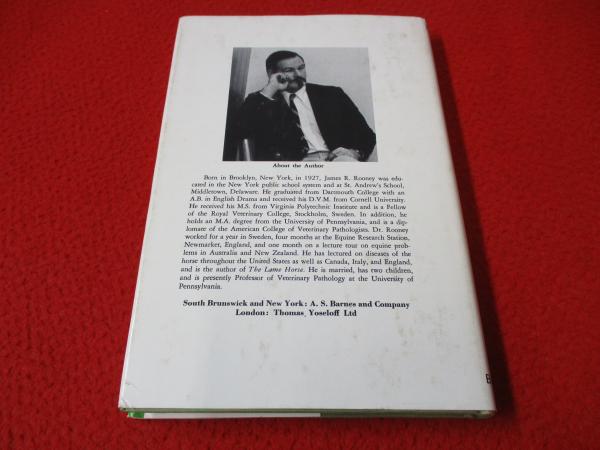 About the Author
Born in Brooklyn, New York, in 1927, James R. Rooney was edu-
cated in the New York public school system and at St. Andrew's School,
Middletown, Delaware. He graduated from Dartmouth College with an
A.B. in English Drama and received his D.V.M. from Cornell University.
He received his M.S. from Virginia Polytechnic Institute and is a Fellow
of the Royal Veterinary College, Stockholm, Sweden. In addition, he
holds an M.A. degree from the University of Pennsylvania, and is a dip-
lomate of the American College of Veterinary Pathologists. Dr. Rooney
worked for a year in Sweden, four months at the Equine Research Station,
Newmarket, England, and one month on a lecture tour on equine prob-
lems in Australia and New Zealand. He has lectured on diseases of the
horse throughout the United States as well as Canada, Italy, and England,
and is the author of The Lame Horse. He is married, has two children,
and is presently Professor of Veterinary Pathology at the University of
Pennsylvania.
South Brunswick and New York: A. S. Barnes and Company
London: Thomas Yoseloff Ltd